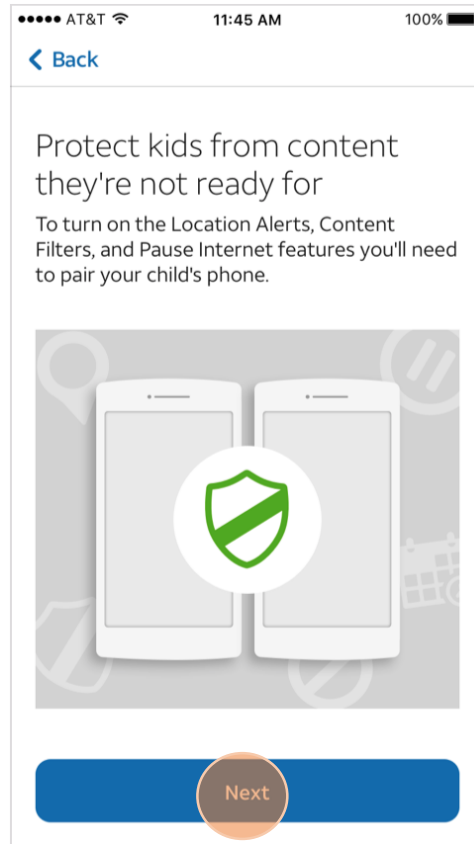 AT&T 11:45 AM 100%
Back
Protect kids from content
they're not ready for
To turn on the Location Alerts, Content
Filters, and Pause Internet features you'll need
to pair your child's phone.
Next